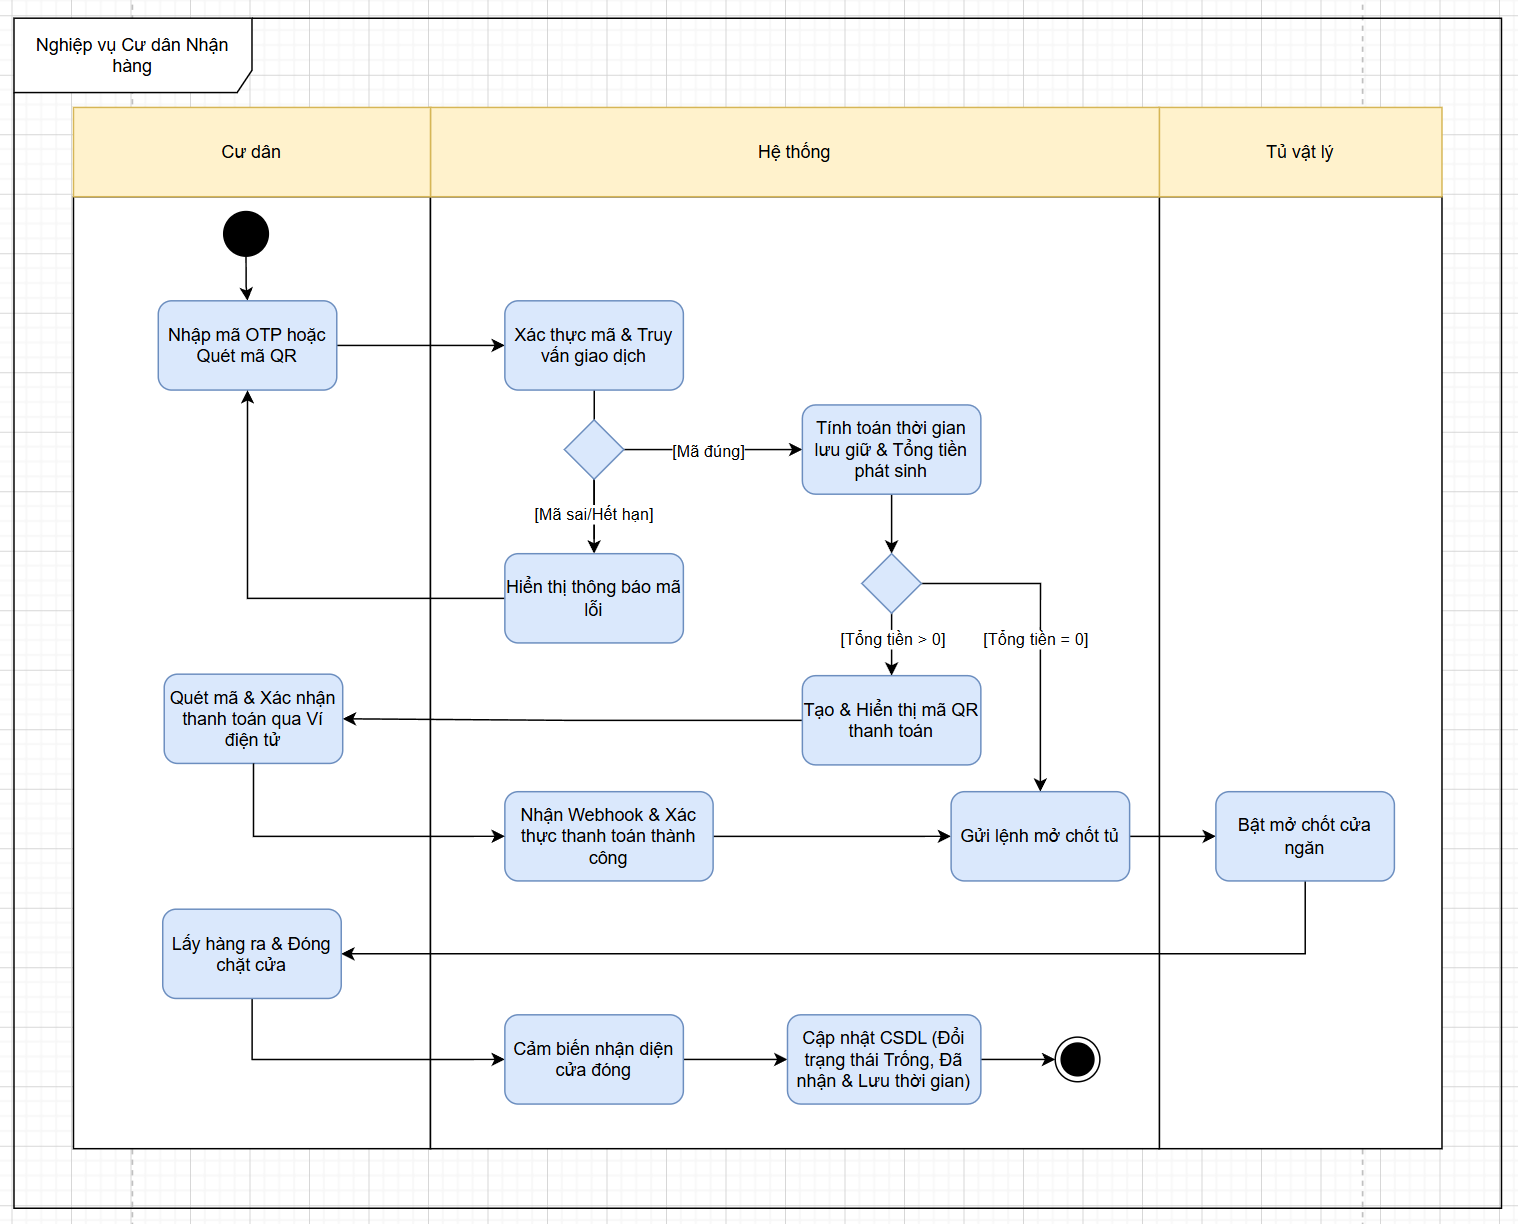 Nghiệp vụ Cư dân Nhận
hàng
Cư dân
Hệ thống
Tủ vật lý
Nhập mã OTP hoặc
Quét mã QR
Xác thực mã & Truy
vấn giao dịch
Tính toán thời gian
lưu giữ & Tổng tiền
phát sinh
[Mã đúng]
[Mã sai/Hết hạn]
Hiển thị thông báo mã
lỗi
[Tổng tiền > 0]
[Tổng tiền = 0]
Quét mã & Xác nhận
thanh toán qua Ví
điện tử
Tạo & Hiển thị mã QR
thanh toán
Nhận Webhook & Xác
thực thanh toán thành
công
Gửi lệnh mở chốt tủ
Bật mở chốt cửa
ngăn
Lấy hàng ra & Đóng
chặt cửa
Cảm biến nhận diện
cửa đóng
Cập nhật CSDL (Đổi
trạng thái Trống, Đã
nhận & Lưu thời gian)